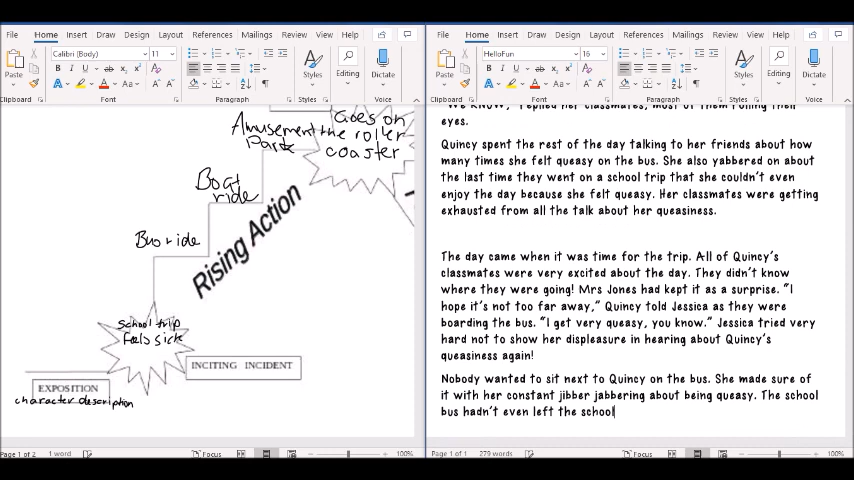 File Home Insert Draw Design Layout References Mailings Review View
Calibri (Body) 11
Paste
Styles
Editing
Dictate
Clipboard Font Paragraph Styles Voice
Goes on
the roller
coaster
Amusement
Park
Boat
ride
Bus ride
Rising Action
School trip
Feels sick
INCITING INCIDENT
EXPOSITION
character description
Page 1 of 2 1 word Focus 100%
File Home Insert Draw Design Layout References Mailings Review View
HelloFun 16
Paste
Styles
Editing
Dictate
Clipboard Font Paragraph Styles Voice
"We KNOW," replied her classmates, most of them rolling their
eyes.
Quincy spent the rest of the day talking to her friends about how
many times she felt queasy on the bus. She also yabbered on about
the last time they went on a school trip that she couldn't even
enjoy the day because she felt queasy. Her classmates were getting
exhausted from all the talk about her queasiness.
The day came when it was time for the trip. All of Quincy's
classmates were very excited about the day. They didn't know
where they were going! Mrs Jones had kept it as a surprise. "I
hope it's not too far away," Quincy told Jessica as they were
boarding the bus. "I get very queasy, you know." Jessica tried very
hard not to show her displeasure in hearing about Quincy's
queasiness again!
Nobody wanted to sit next to Quincy on the bus. She made sure of
it with her constant jibber jabbering about being queasy. The school
bus hadn't even left the school
Page 1 of 1 279 words Focus 100%